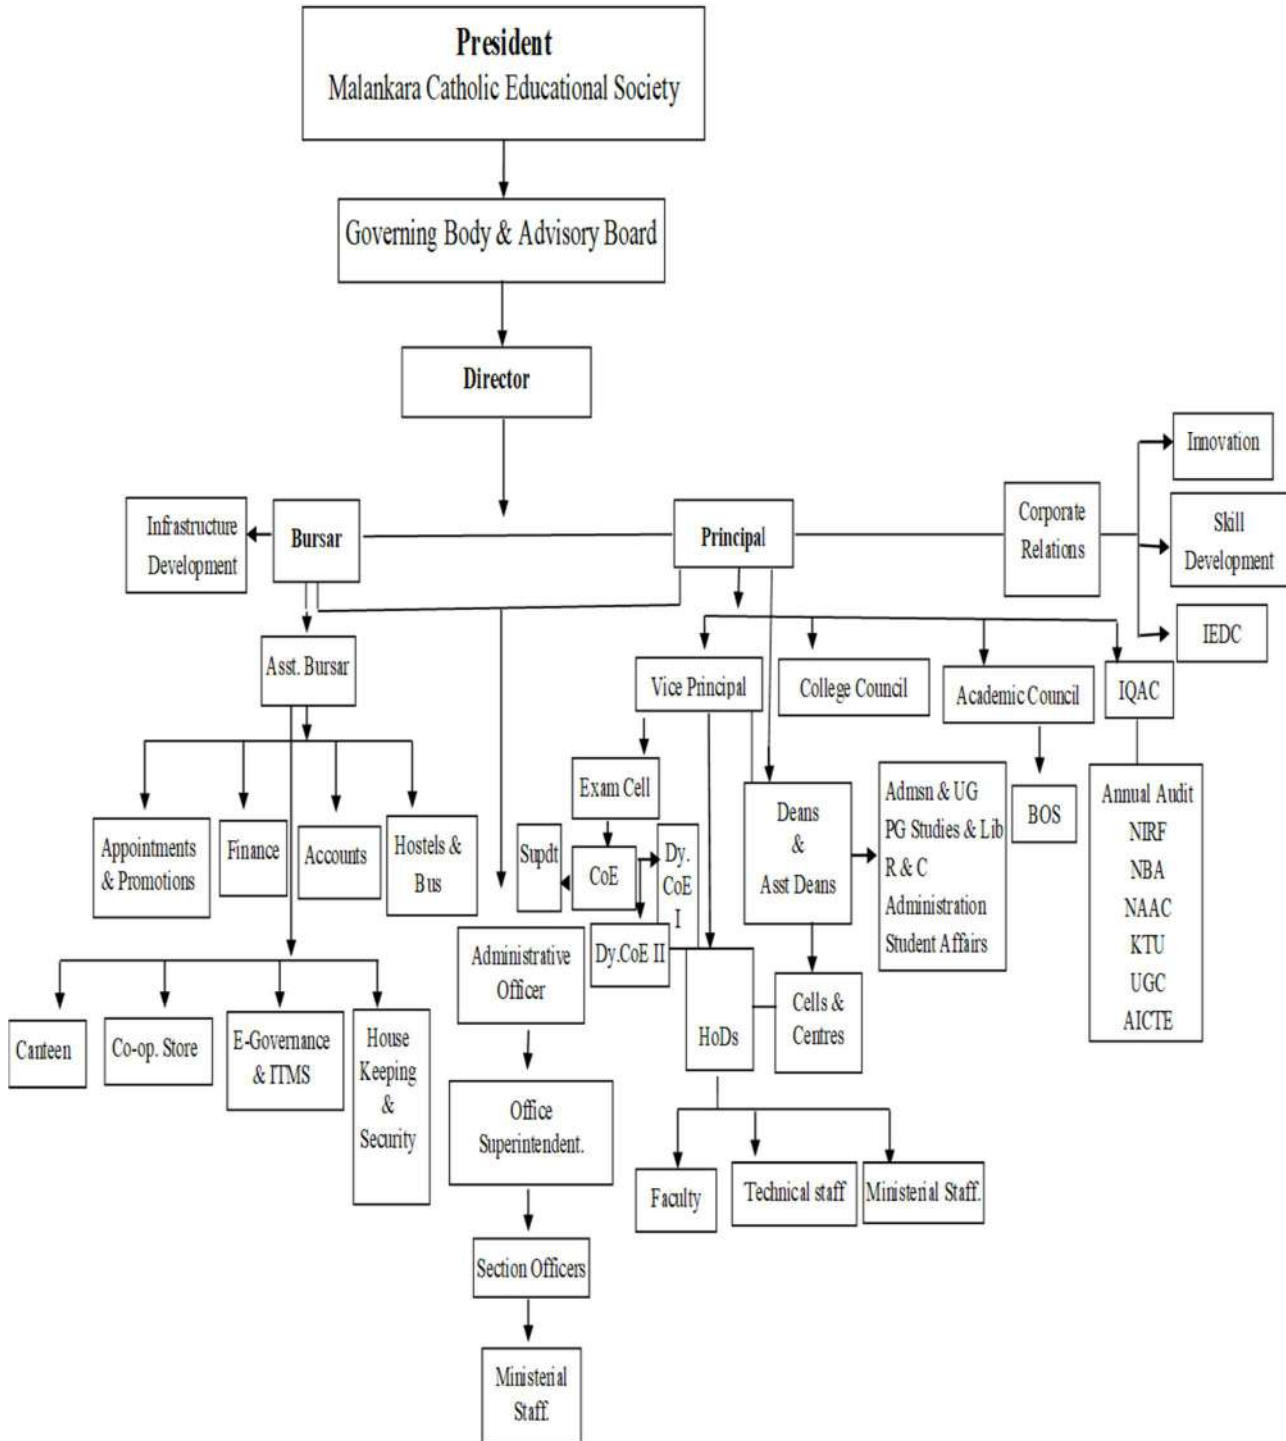 President
Malankara Catholic Educational Society
Governing Body & Advisory Board
Director
Innovation
Infrastructure
Development
Bursar
Principal
Corporate
Relations
Skill
Development
IEDC
Asst. Bursar
Vice Principal
College Council
Academic Council
IQAC
Appointments
& Promotions
Finance
Accounts
Hostels &
Bus
Exam Cell
Supdt
CoE
Dy.
CoE
I
Dy.CoE II
Deans
&
Asst Deans
Admsn & UG
PG Studies & Lib
R & C
Administration
Student Affairs
BOS
Annual Audit
NIRF
NBA
NAAC
KTU
UGC
AICTE
Administrative
Officer
HoDs
Cells &
Centres
Canteen
Co-op. Store
E-Governance
& ITMS
House
Keeping
&
Security
Office
Superintendent.
Faculty
Technical staff
Ministerial Staff.
Section Officers
Ministerial
Staff.